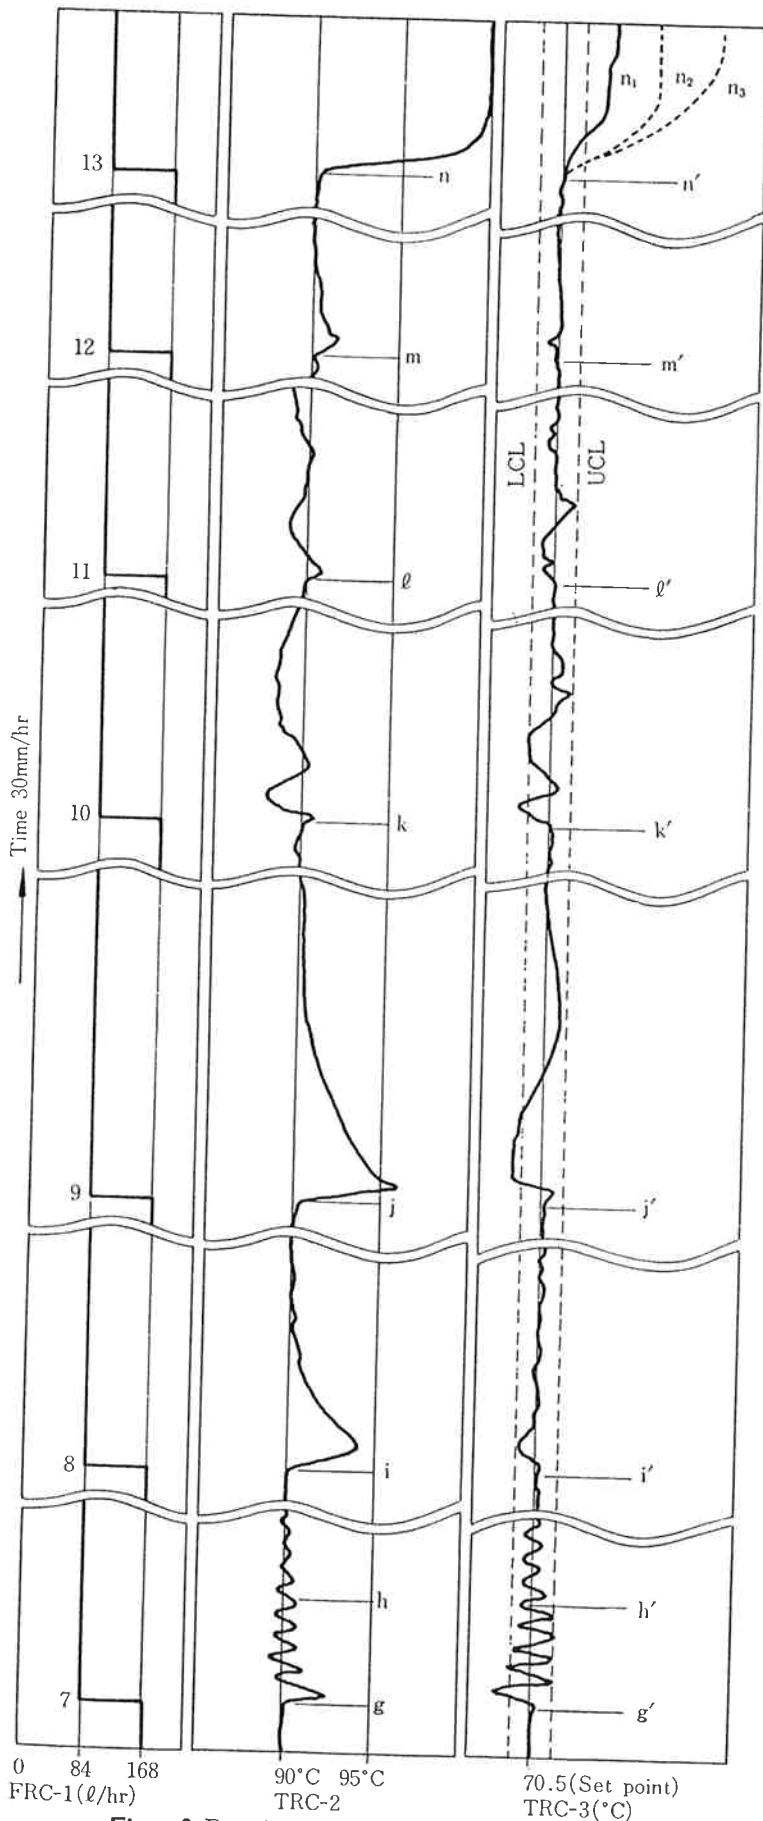 n₁
n₂
n₃
13
n
n′
12
m
m′
LCL
UCL
11
ℓ
ℓ′
Time 30mm/hr
10
k
k′
9
j
j′
8
i
i′
h
h′
7
g
g′
0 84 168
FRC-1(ℓ/hr)
90°C 95°C
TRC-2
70.5(Set point)
TRC-3(°C)